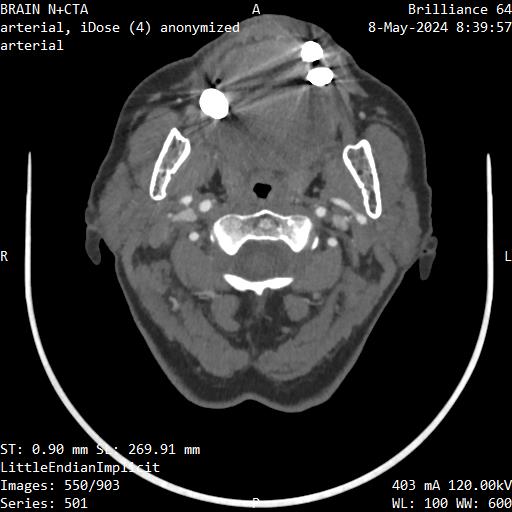 BRAIN N+CTA
A
Brilliance 64
arterial, iDose (4) anonymized
8-May-2024 8:39:57
arterial
R
L
ST: 0.90 mm SL: 269.91 mm
LittleEndianImplicit
Images: 550/903
403 mA 120.00kV
Series: 501
P
WL: 100 WW: 600